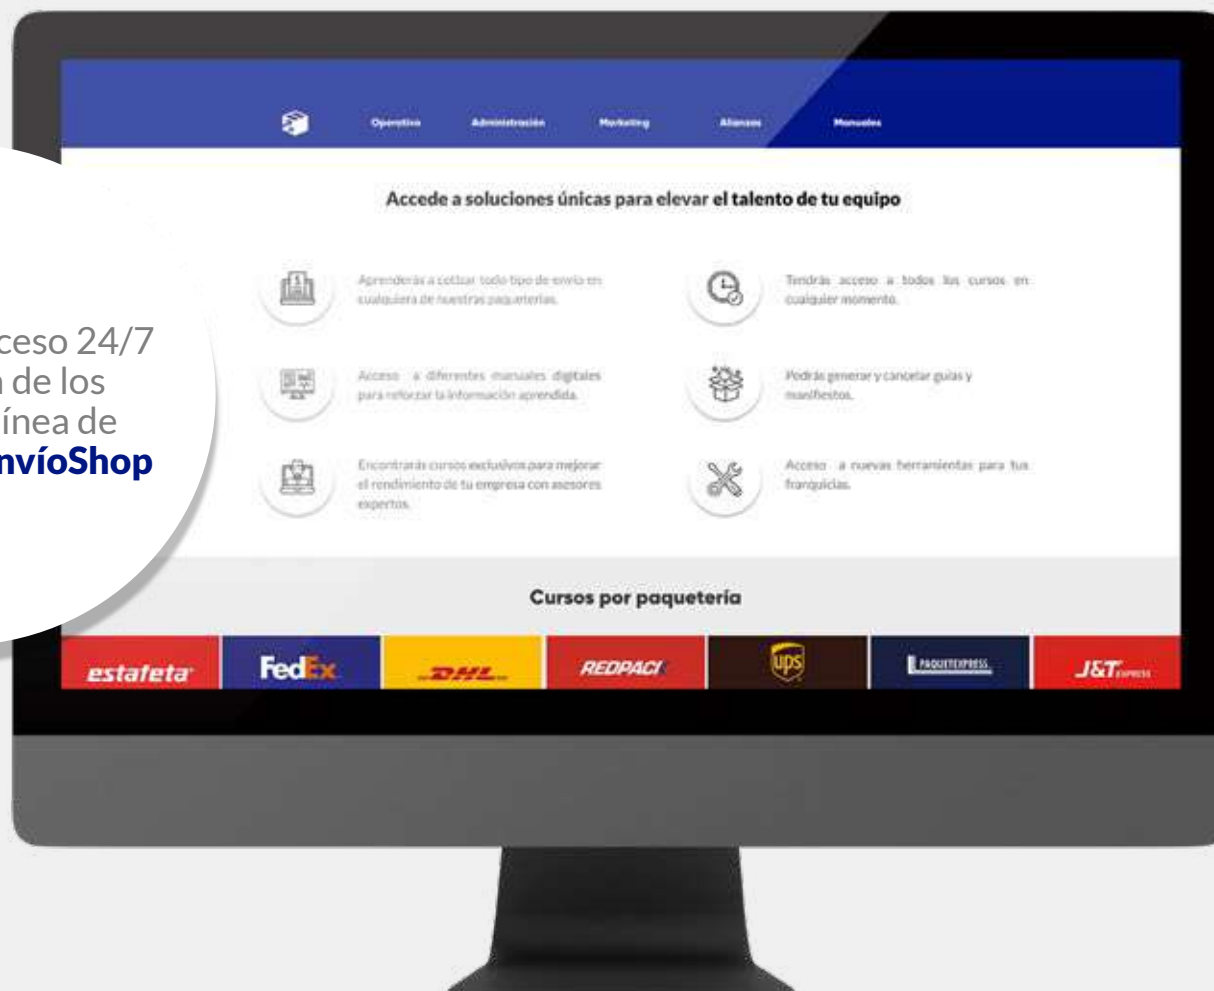 Operativo Administración Marketing Alianzas Manuales
Accede a soluciones únicas para elevar el talento de tu equipo
Aprenderás a cotizar todo tipo de envío en
cualquiera de nuestras paqueterías.
Tendrás acceso a todos los cursos en
cualquier momento.
Acceso a diferentes manuales digitales
para reforzar la información aprendida.
Podrás generar y cancelar guías y
manifiestos.
Encontrarás cursos exclusivos para mejorar
el rendimiento de tu empresa con asesores
expertos.
Acceso a nuevas herramientas para tus
franquicias.
ceso 24/7
de los
ínea de
nvíoShop
Cursos por paquetería
estafeta FedEx DHL REDPACK ups PAQUETEXPRESS J&T EXPRESS